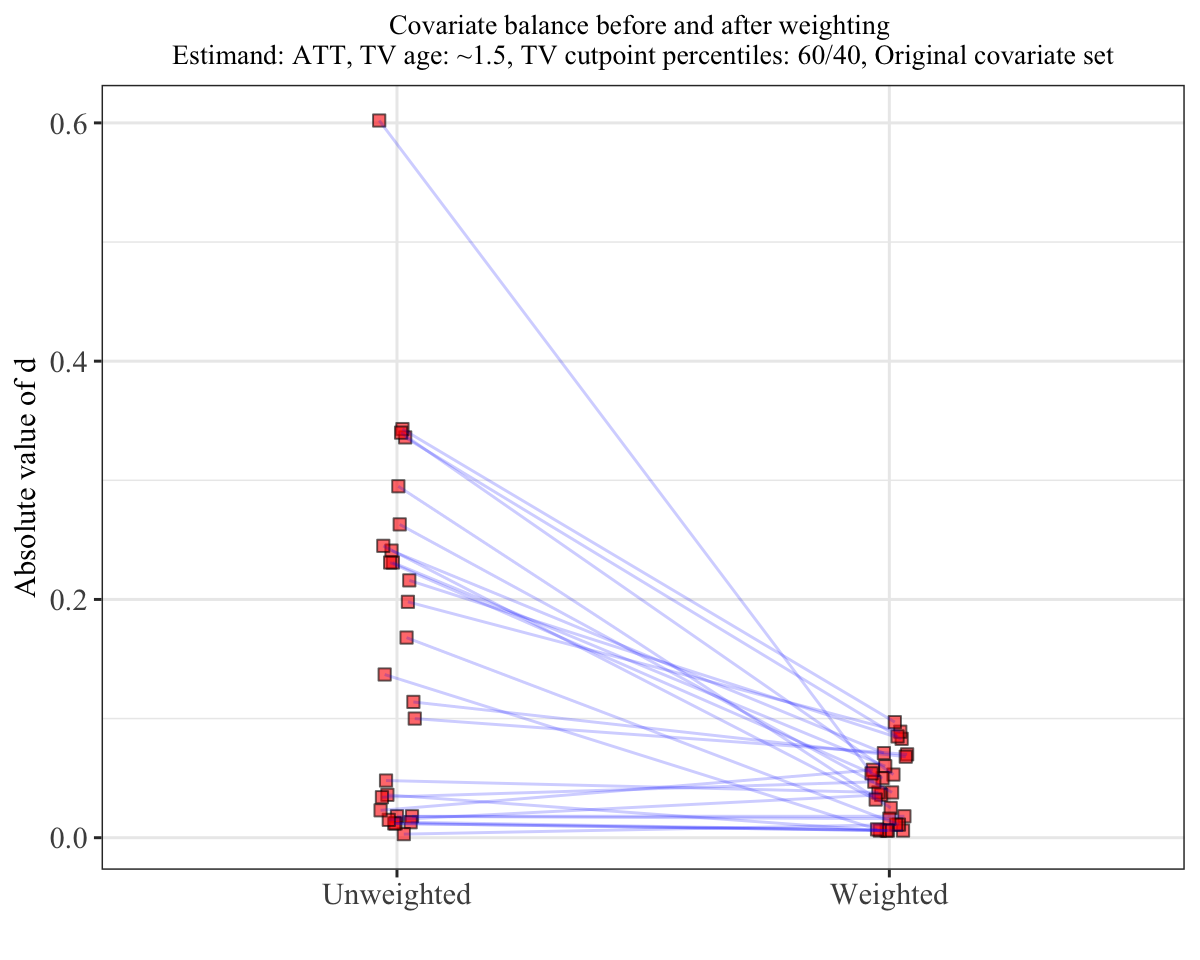 Covariate balance before and after weighting
Estimand: ATT, TV age: ~1.5, TV cutpoint percentiles: 60/40, Original covariate set
Absolute value of d
0.6
0.4
0.2
0.0
Unweighted
Weighted